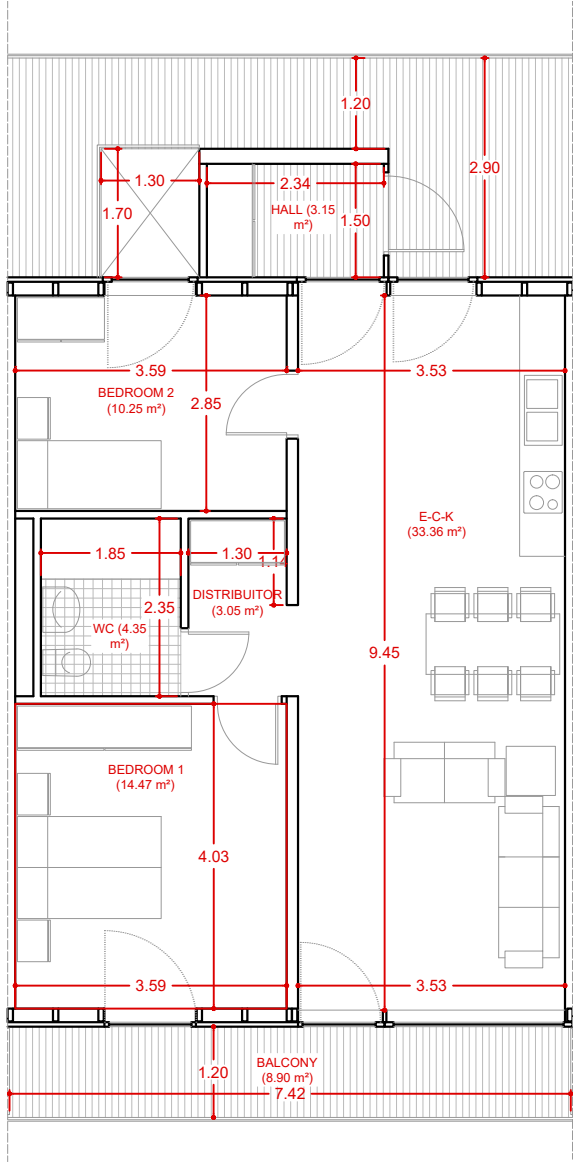 1.20
2.90
1.30
2.34
1.70
HALL (3.15
m²)
1.50
3.59
3.53
BEDROOM 2
(10.25 m²)
2.85
E-C-K
(33.36 m²)
1.85
1.30
1.14
DISTRIBUITOR
(3.05 m²)
2.35
WC (4.35
m²)
9.45
BEDROOM 1
(14.47 m²)
4.03
3.59
3.53
BALCONY
(8.90 m²)
1.20
7.42